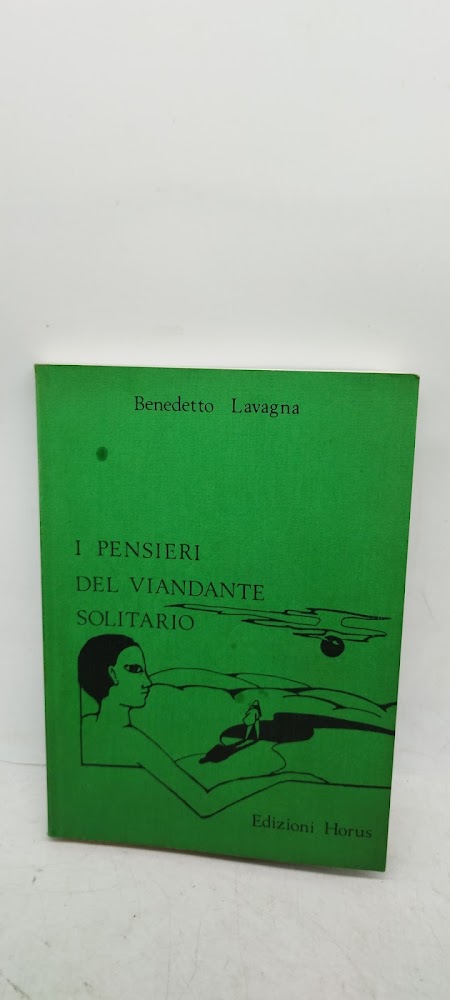 Benedetto Lavagna
I PENSIERI
DEL VIANDANTE
SOLITARIO
Edizioni Horus